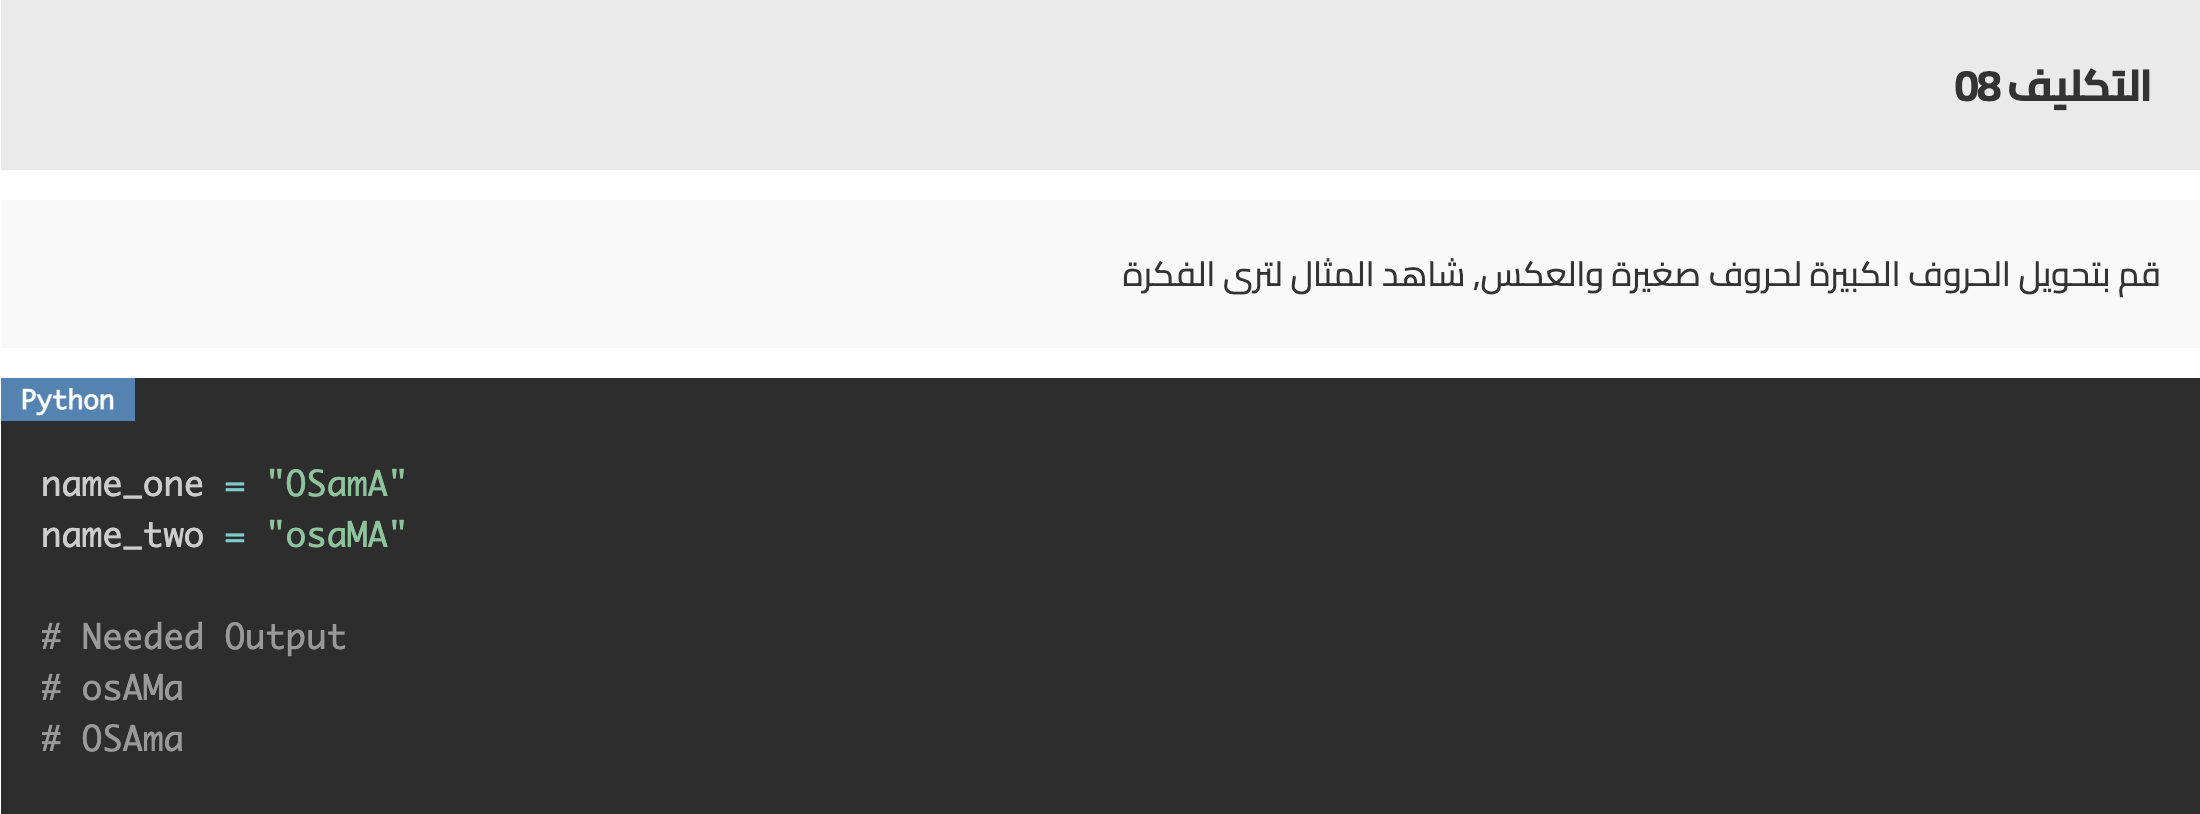 التكليف 08
قم بتحويل الحروف الكبيرة لحروف صغيرة والعكس, شاهد المثال لترى الفكرة
Python
name_one = "OSamA"
name_two = "osaMA"
# Needed Output
# osAMa
# OSAma